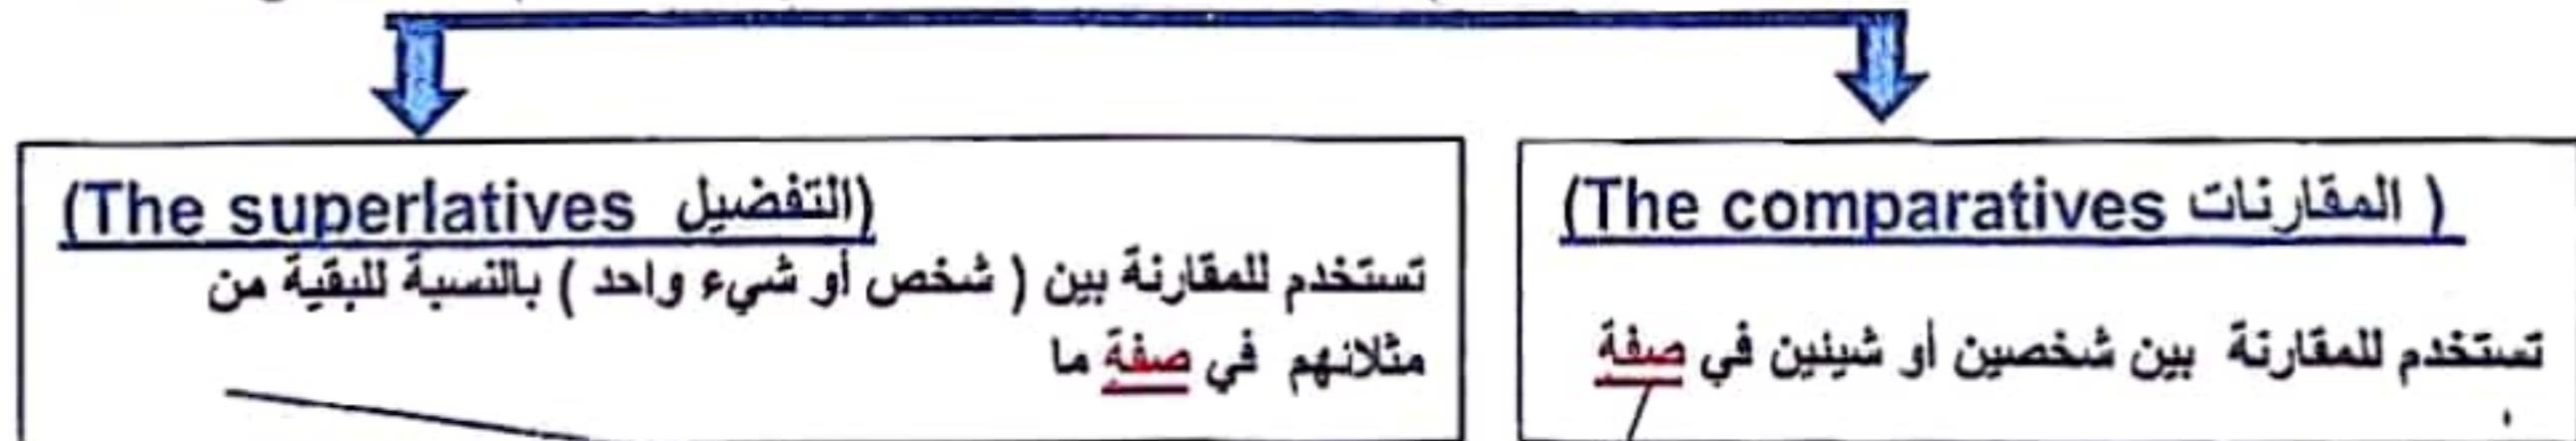 ( المقارنات The comparatives)
تستخدم للمقارنة بين شخصين أو شيئين في صفة
(التفضيل The superlatives)
تستخدم للمقارنة بين ( شخص أو شيء واحد ) بالنسبة للبقية من
مثلائهم في صفة ما